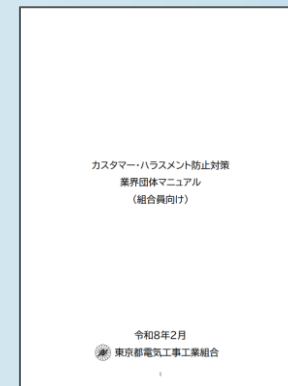 カスタマー・ハラスメント防止対策
業界団体マニュアル
（組合員向け）
令和8年2月
東京都電気工事工業組合
1